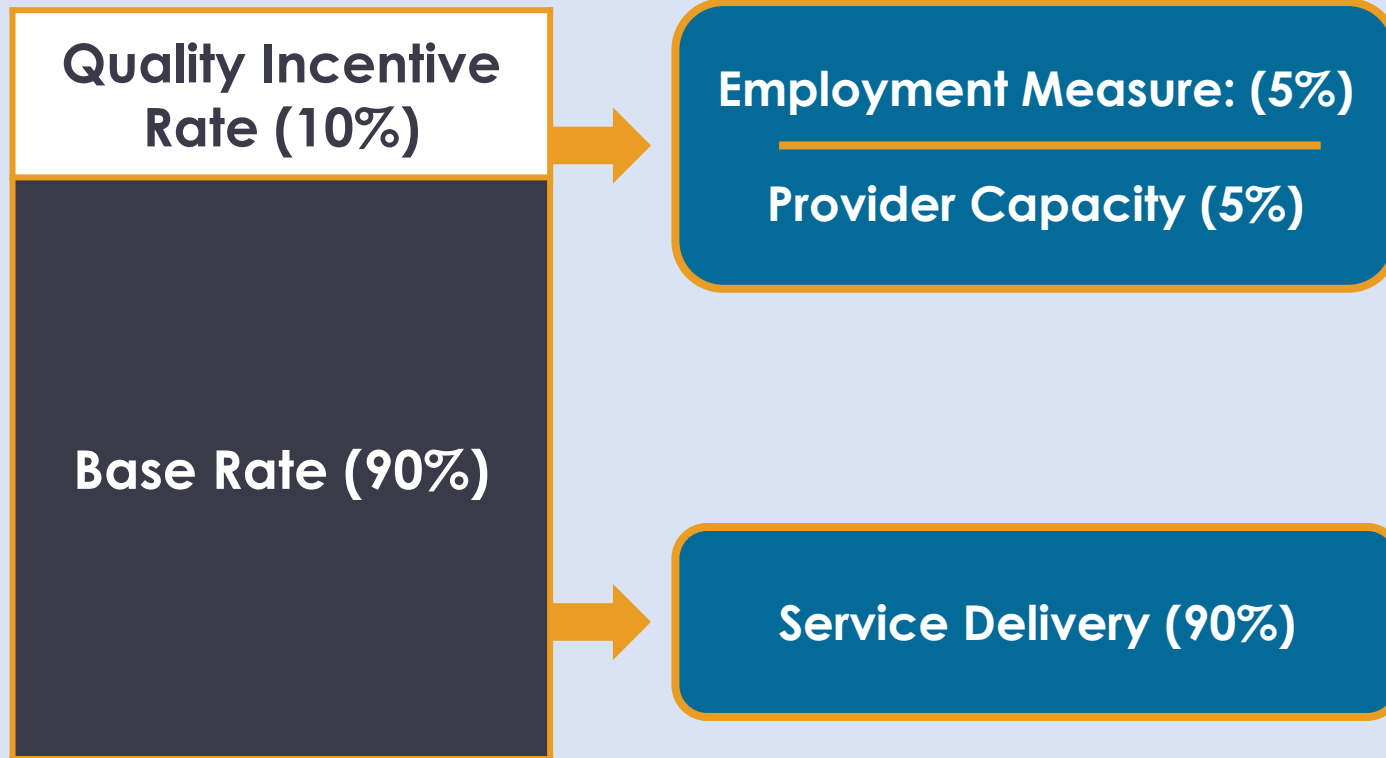 Quality Incentive
Rate (10%)
Employment Measure: (5%)
Provider Capacity (5%)
Base Rate (90%)
Service Delivery (90%)